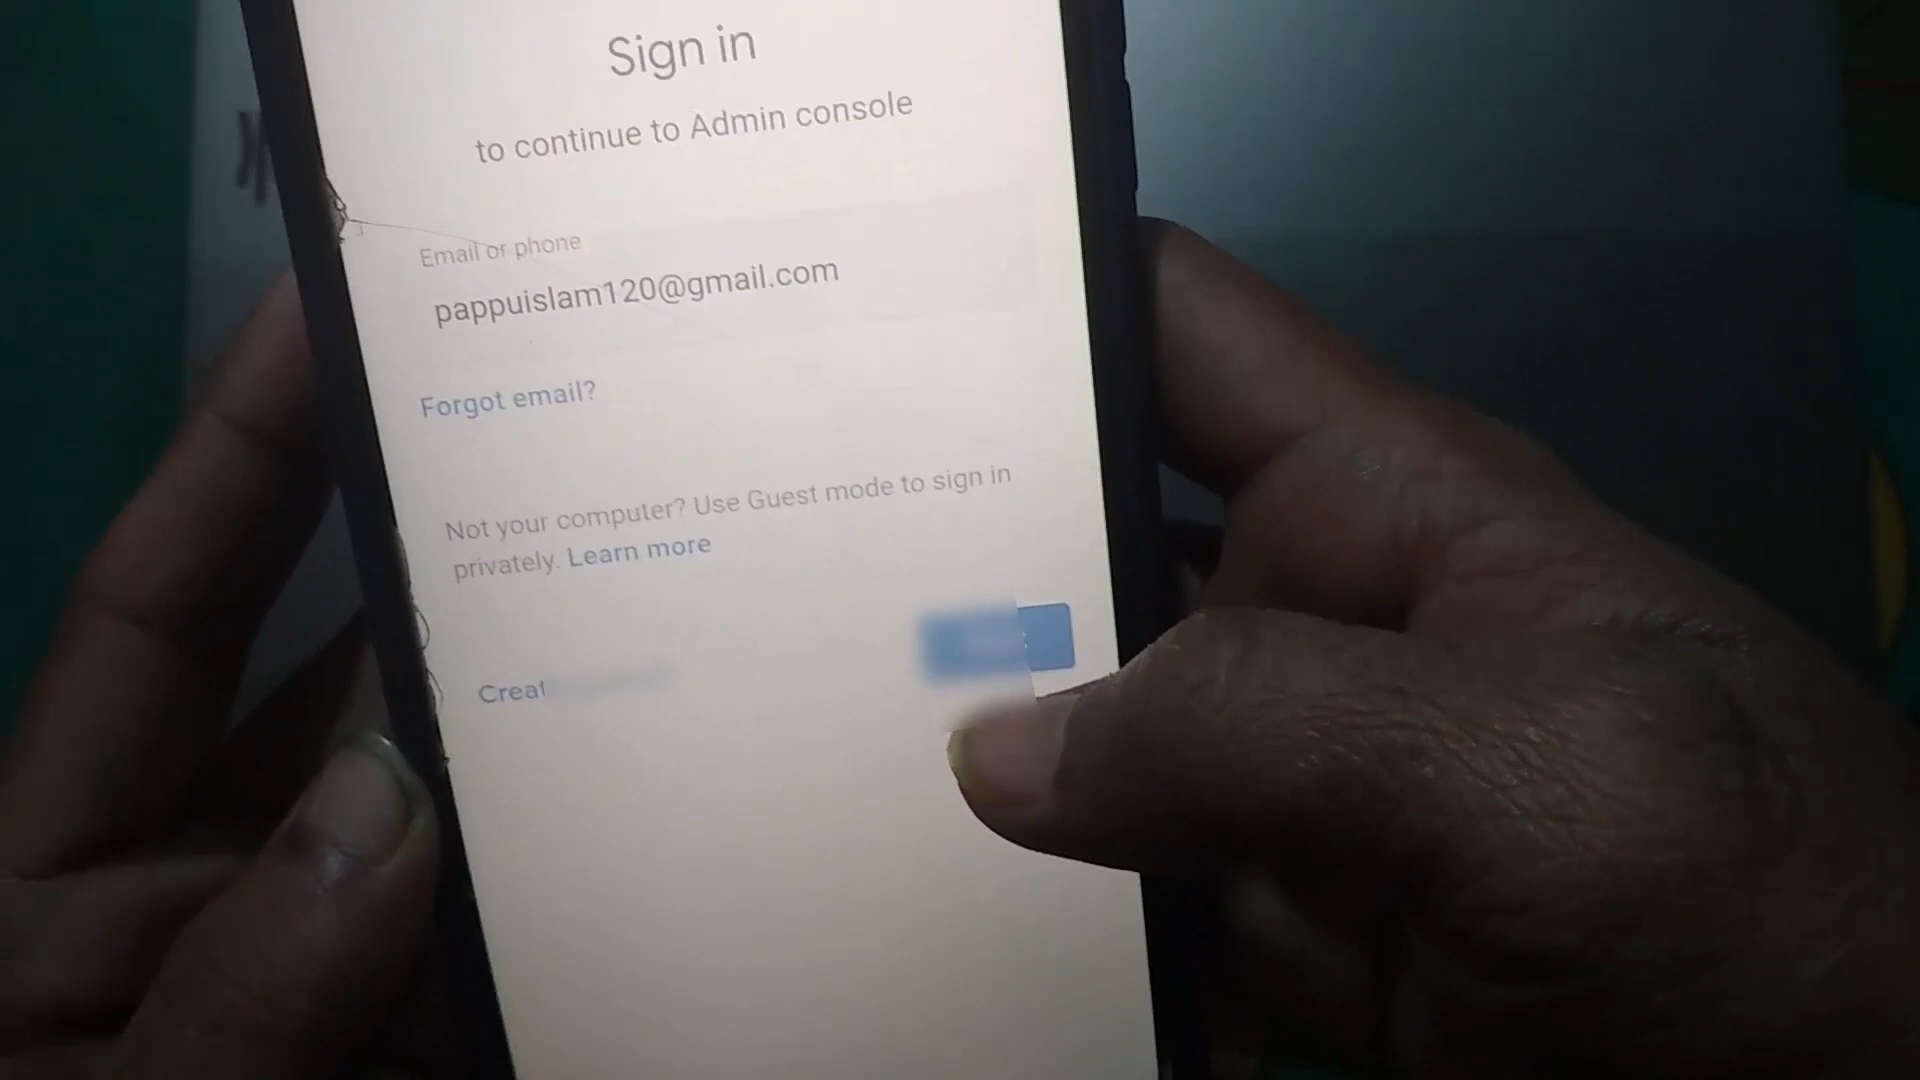 Sign in
to continue to Admin console
Email or phone
pappuislam120@gmail.com
Forgot email?
Not your computer? Use Guest mode to sign in
privately. Learn more